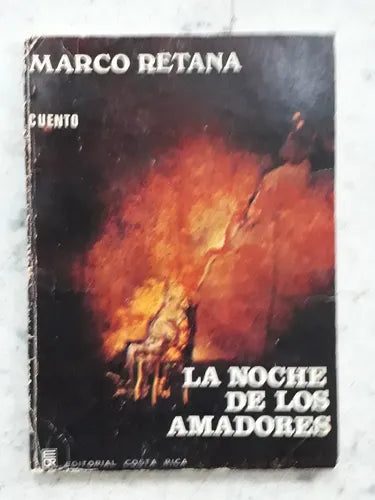 MARCO RETANA
CUENTO
LA NOCHE
DE LOS
AMADORES
EDITORIAL COSTA RICA